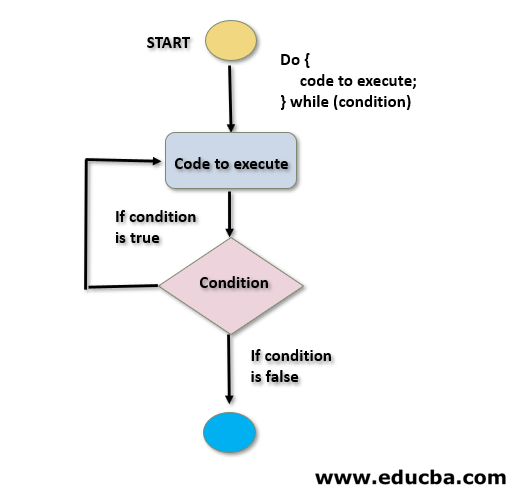 START
Do {
code to execute;
} while (condition)
Code to execute
If condition
is true
Condition
If condition
is false
www.educba.com